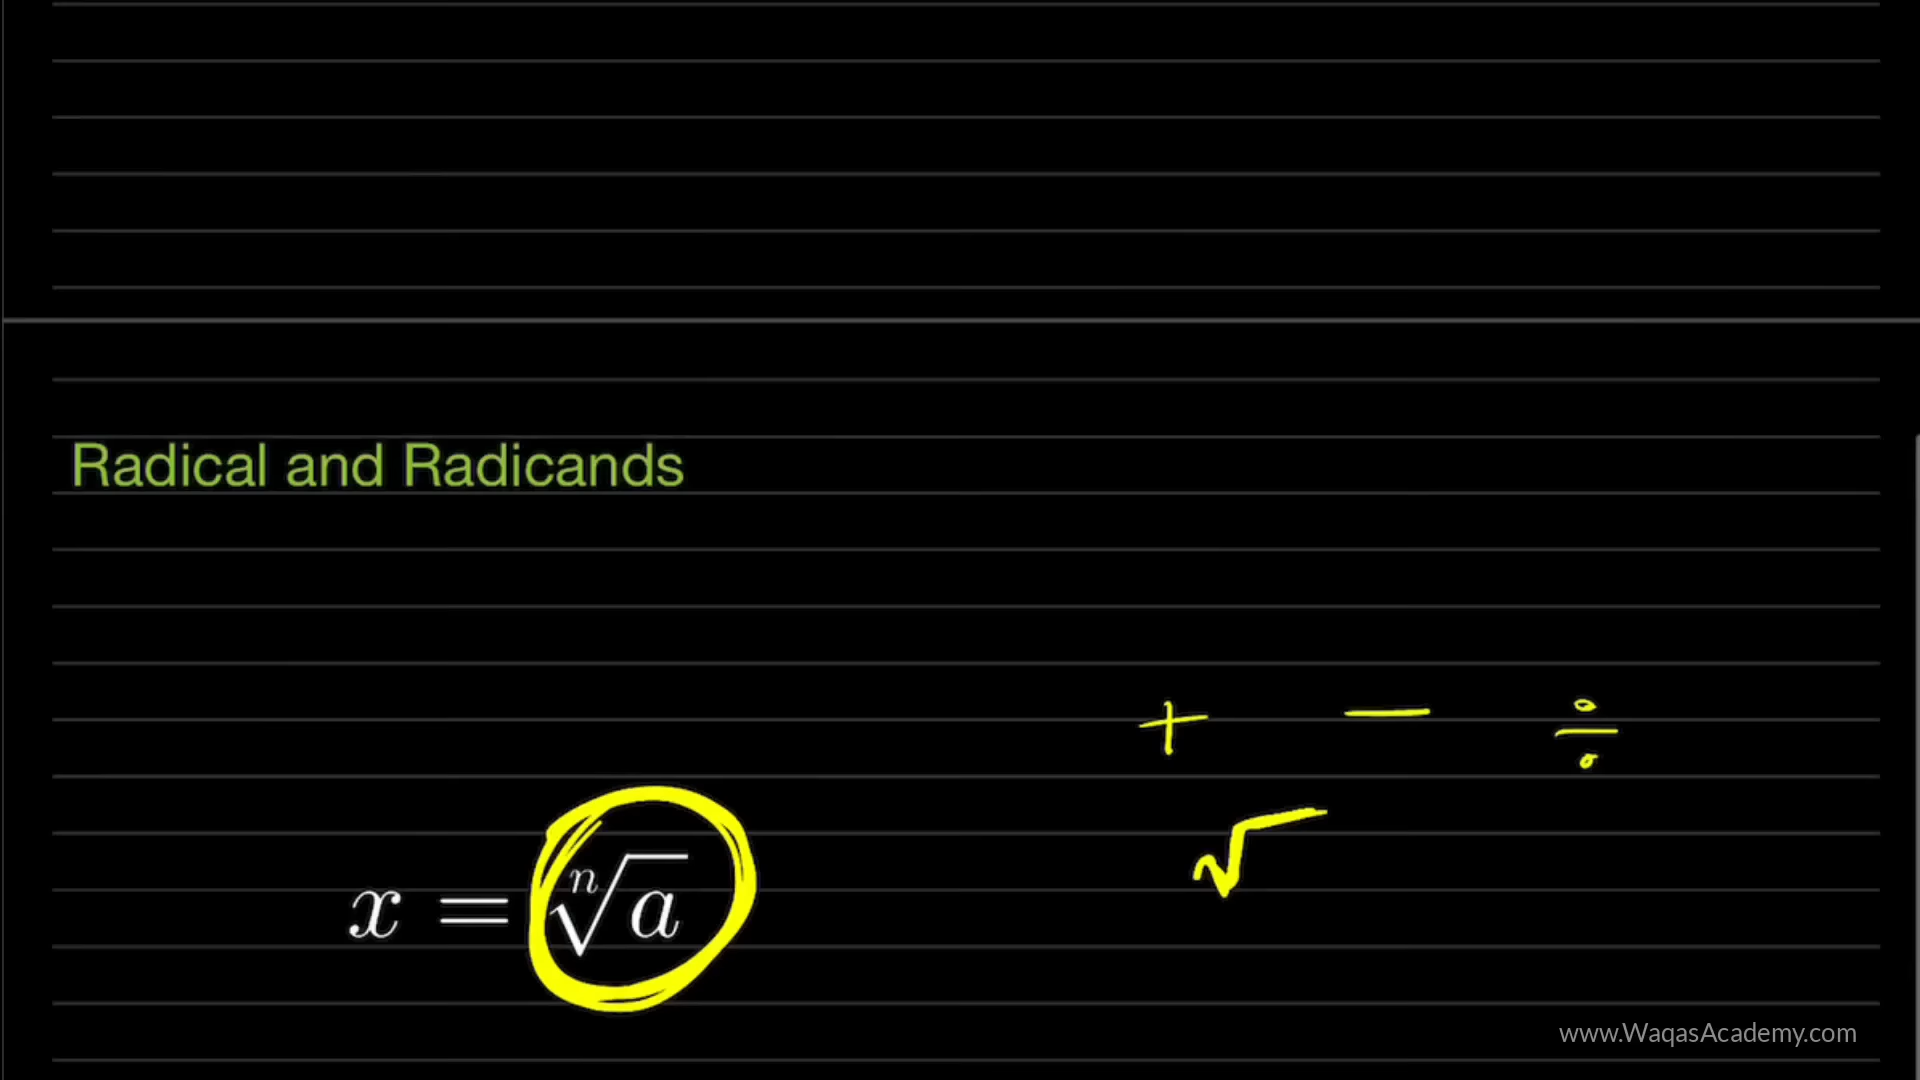 Radical and Radicands
+ − ÷
√
x = ⁿ√a
www.WaqasAcademy.com